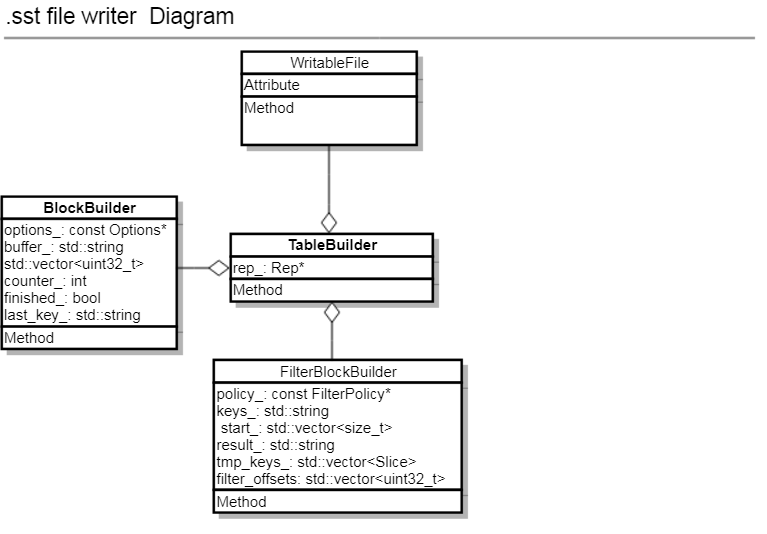 .sst file writer  Diagram
WritableFile
Attribute
Method
BlockBuilder
options_: const Options*
buffer_: std::string
std::vector<uint32_t>
counter_: int
finished_: bool
last_key_: std::string
Method
TableBuilder
rep_: Rep*
Method
FilterBlockBuilder
policy_: const FilterPolicy*
keys_: std::string
start_: std::vector<size_t>
result_: std::string
tmp_keys_: std::vector<Slice>
filter_offsets: std::vector<uint32_t>
Method